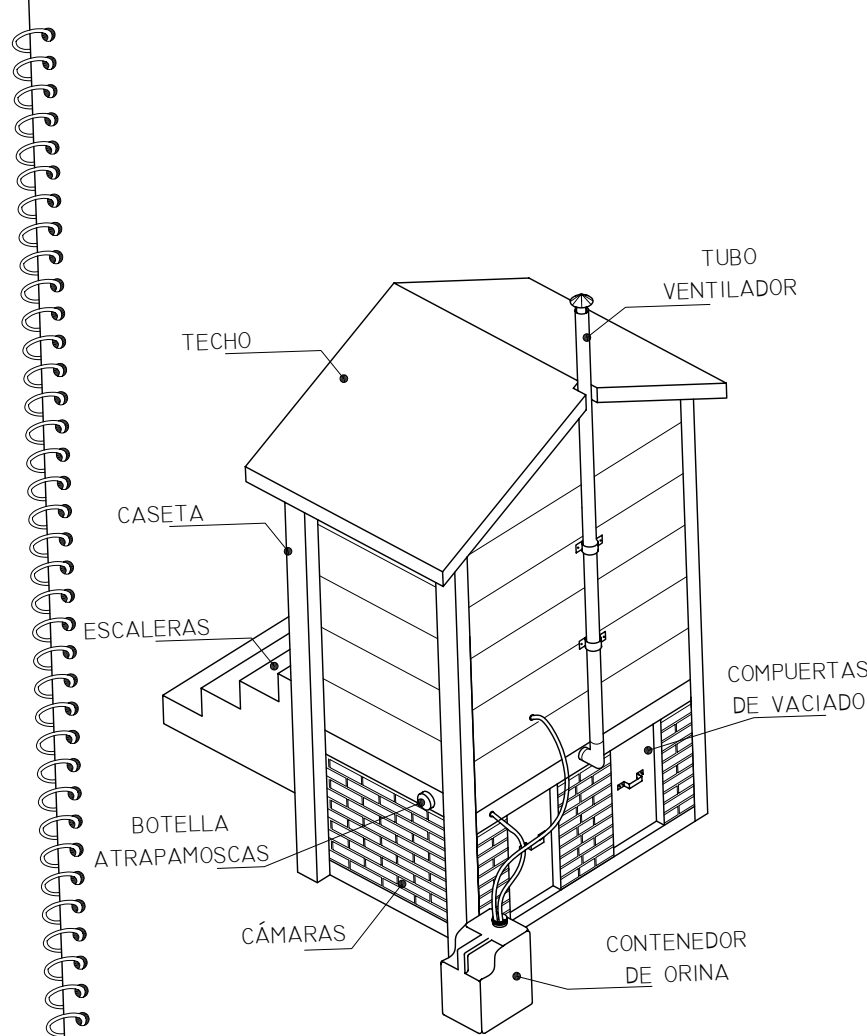 TUBO
VENTILADOR
TECHO
CASETA
ESCALERAS
COMPUERTAS
DE VACIADO
BOTELLA
ATRAPAMOSCAS
CÁMARAS
CONTENEDOR
DE ORINA